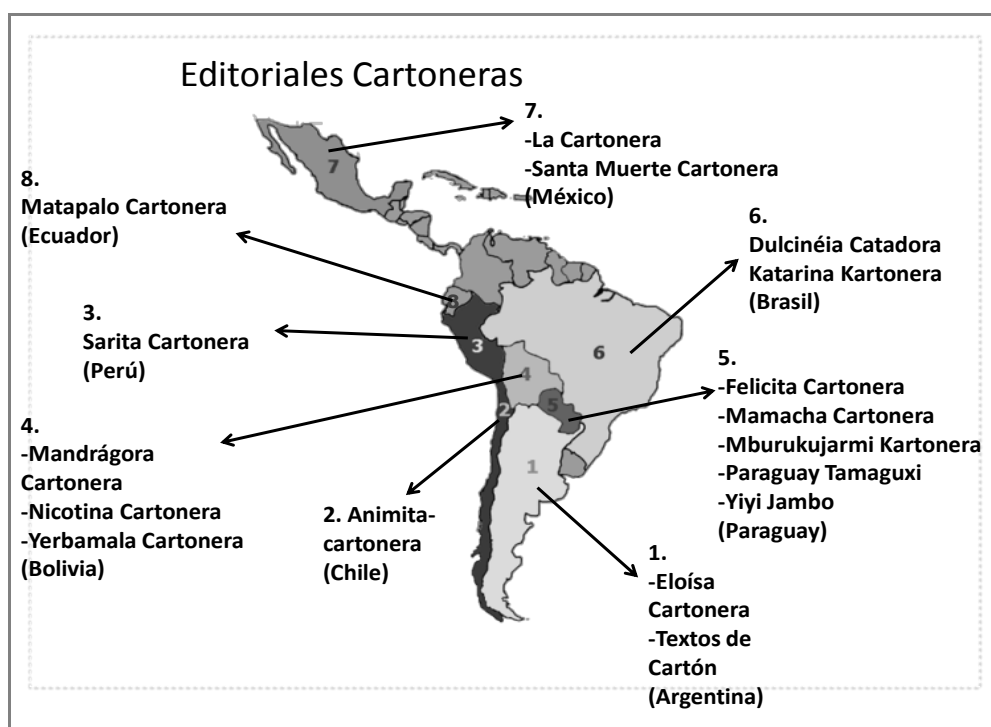 Editoriales Cartoneras
7.
-La Cartonera
-Santa Muerte Cartonera
(México)
8.
Matapalo Cartonera
(Ecuador)
6.
Dulcinéia Catadora
Katarina Kartonera
(Brasil)
3.
Sarita Cartonera
(Perú)
5.
-Felicita Cartonera
-Mamacha Cartonera
-Mburukujarmi Kartonera
-Paraguay Tamaguxi
-Yiyi Jambo
(Paraguay)
4.
-Mandrágora
Cartonera
-Nicotina Cartonera
-Yerbamala Cartonera
(Bolivia)
2. Animita-
cartonera
(Chile)
1.
-Eloísa
Cartonera
-Textos de
Cartón
(Argentina)
7
8
3
6
4
5
2
1